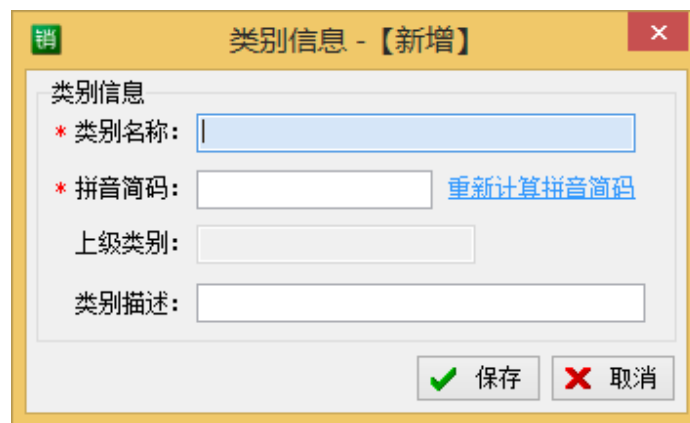 销 类别信息 -【新增】
类别信息
* 类别名称：
* 拼音简码： 重新计算拼音简码
上级类别：
类别描述：
保存 取消